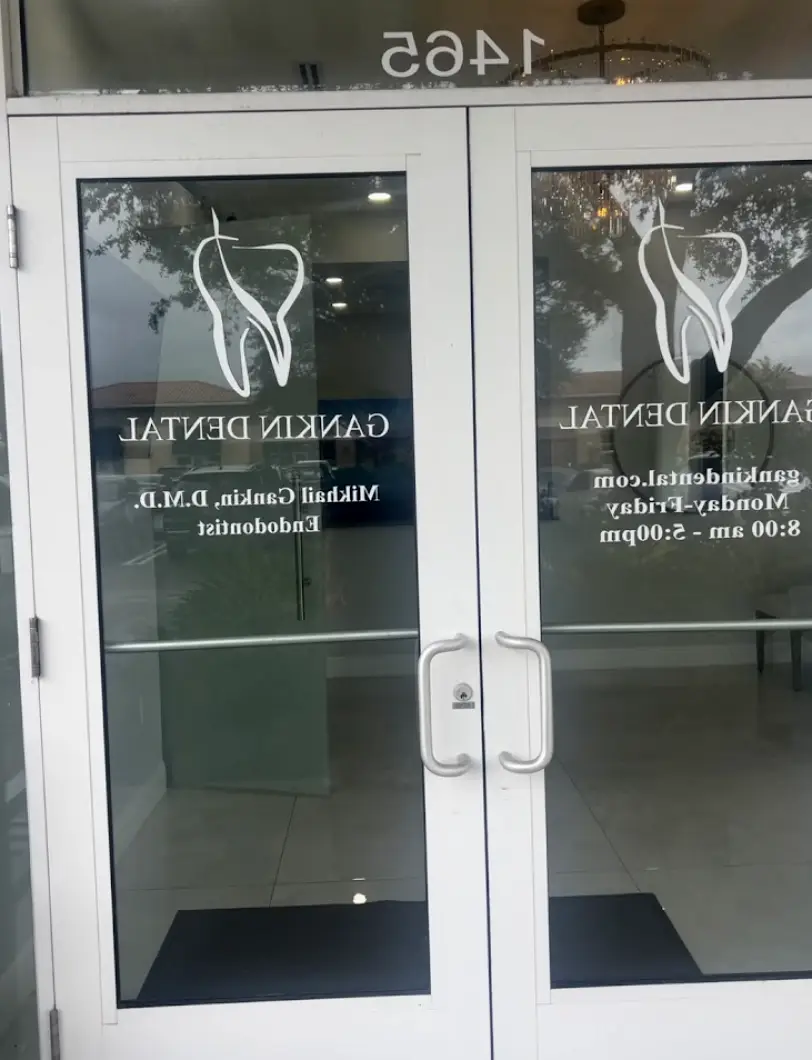 1465
GANKIN DENTAL
Mikhail Gankin, D.M.D.
Endodontist
GANKIN DENTAL
gankindental.com
Monday-Friday
8:00 am - 5:00pm